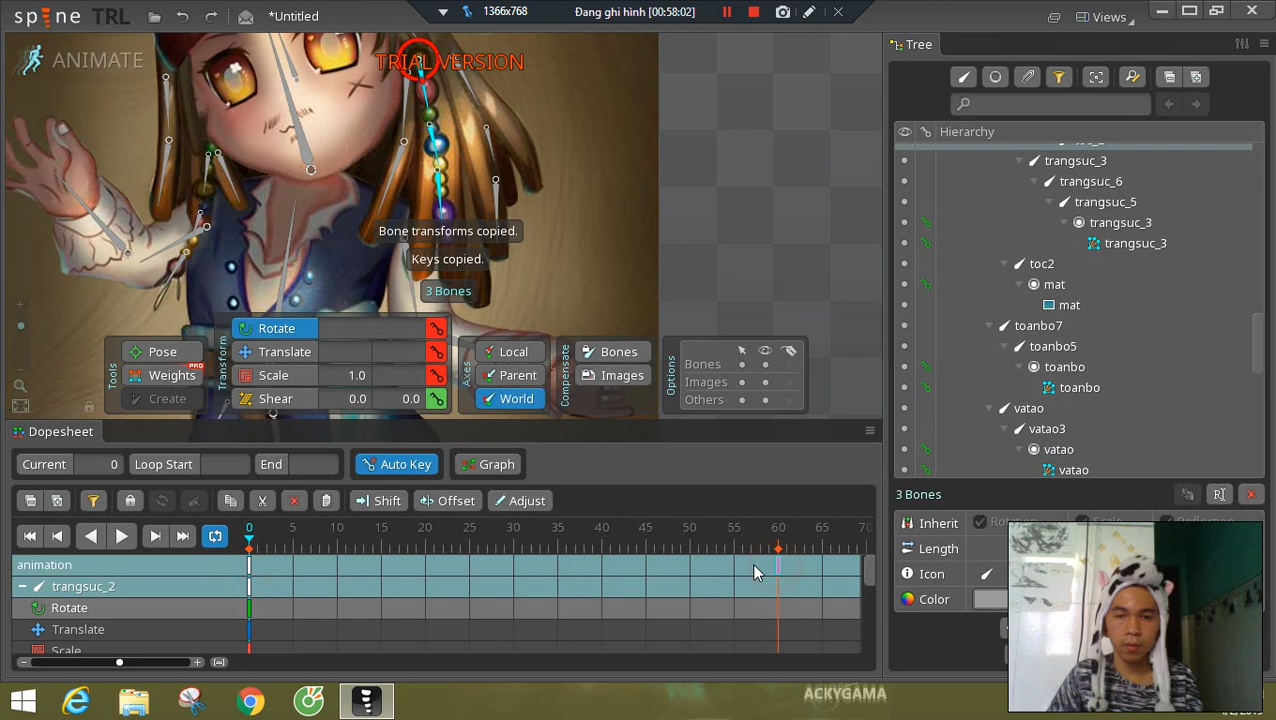 spine TRL *Untitled
1366x768 Đang ghi hình [00:58:02]
Views
ANIMATE
TRIAL VERSION
Tree
Hierarchy
trangsuc_3
trangsuc_6
trangsuc_5
trangsuc_3
trangsuc_3
toc2
mat
mat
toanbo7
toanbo5
toanbo
toanbo
vatao
vatao3
vatao
vatao
Bone transforms copied.
Keys copied.
3 Bones
Tools
Pose
Weights PRO
Create
Transform
Rotate
Translate
Scale 1.0
Shear 0.0 0.0
Axes
Local
Parent
World
Compensate
Bones
Images
Options
Bones
Images
Others
3 Bones
Inherit Rotation Scale Reflection
Length
Icon
Color
Dopesheet
Current 0 Loop Start End Auto Key Graph
Shift Offset Adjust
0 5 10 15 20 25 30 35 40 45 50 55 60 65 70
animation
trangsuc_2
Rotate
Translate
Scale
ACKYGAMA